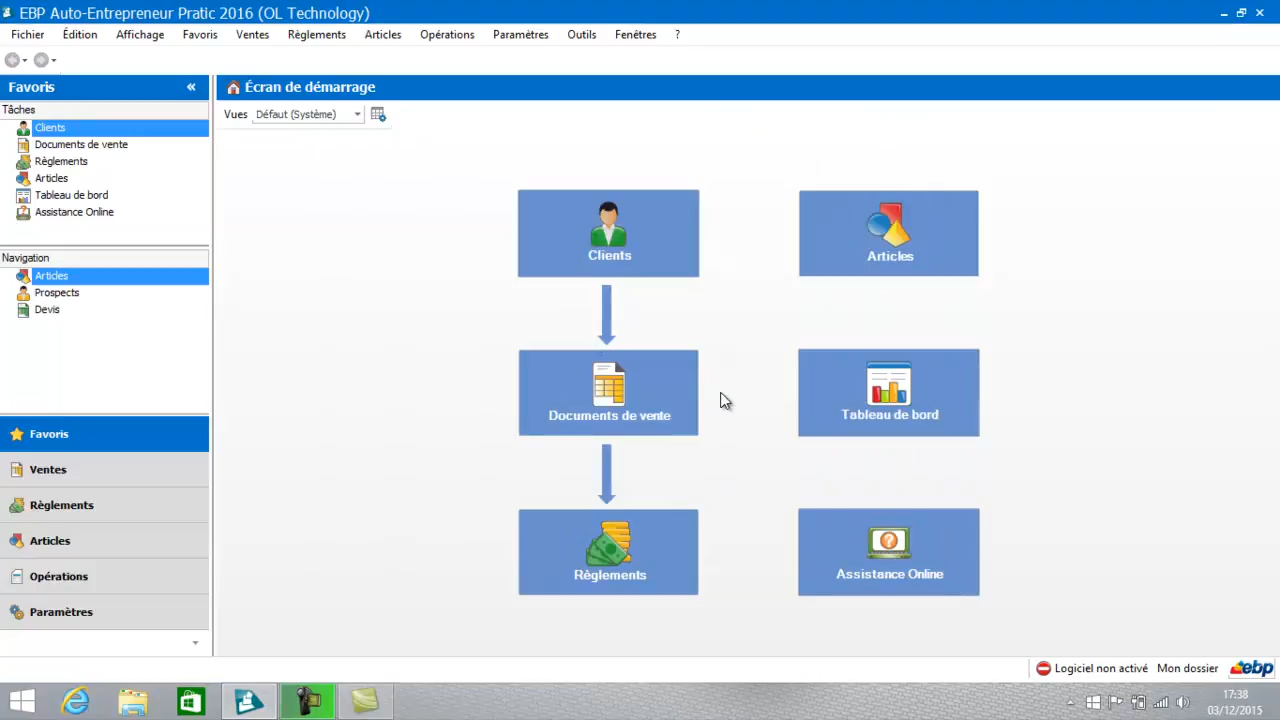 EBP Auto-Entrepreneur Pratic 2016 (OL Technology)
Fichier Édition Affichage Favoris Ventes Règlements Articles Opérations Paramètres Outils Fenêtres ?
Favoris «
Écran de démarrage
Tâches
Vues Défaut (Système)
Clients
Documents de vente
Règlements
Articles
Tableau de bord
Assistance Online
Navigation
Articles
Prospects
Devis
Favoris
Ventes
Règlements
Articles
Opérations
Paramètres
Clients
Articles
Documents de vente
Tableau de bord
Règlements
Assistance Online
Logiciel non activé Mon dossier ebp
17:38
03/12/2015